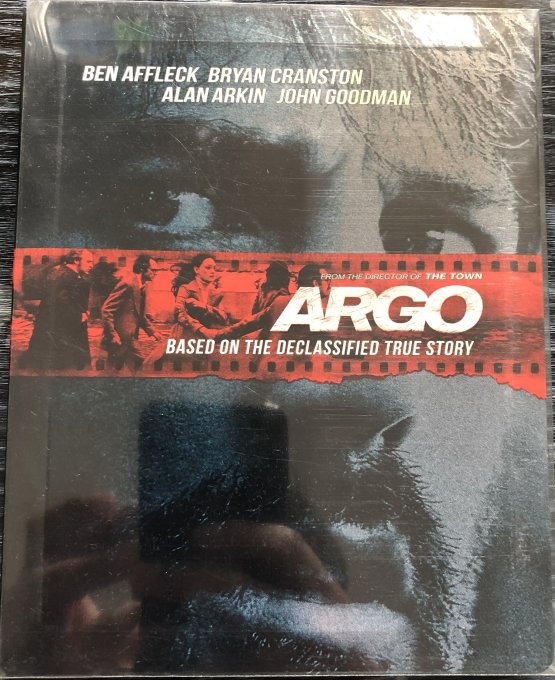 BEN AFFLECK BRYAN CRANSTON
ALAN ARKIN JOHN GOODMAN
FROM THE DIRECTOR OF THE TOWN
ARGO
BASED ON THE DECLASSIFIED TRUE STORY